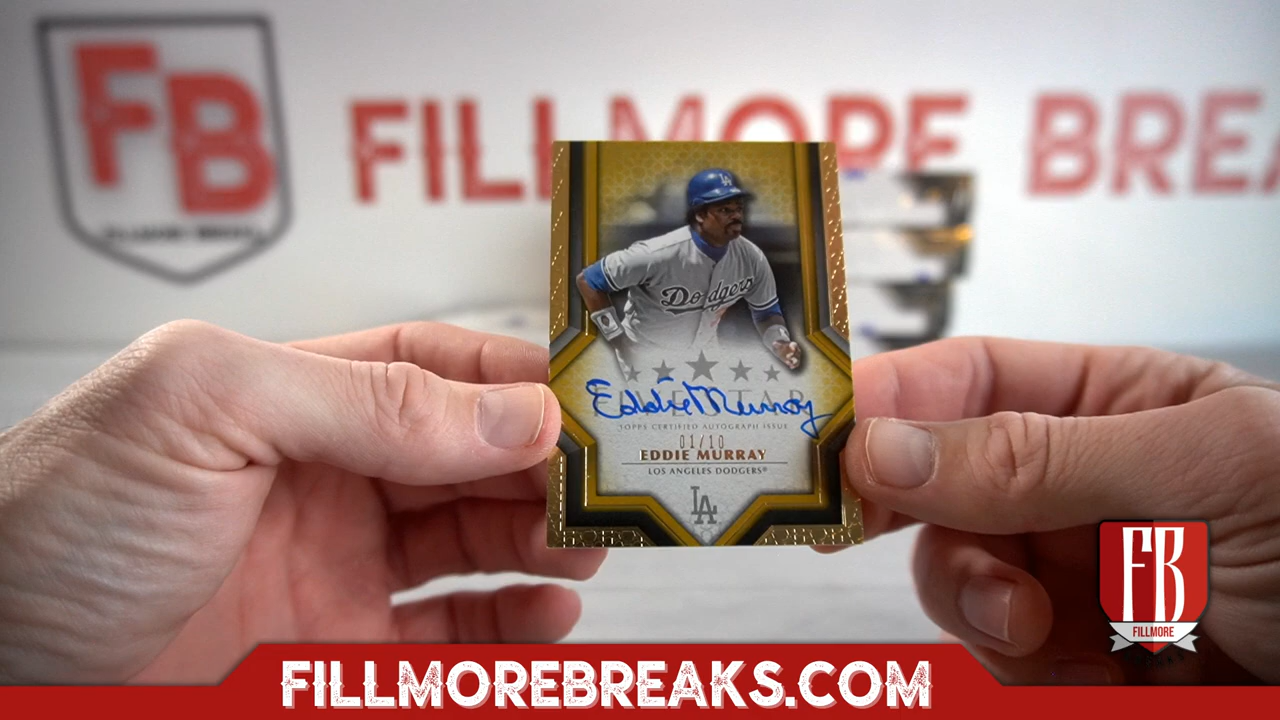 FB
FILLMORE BREA
LA
Dodgers
Eddie Murray
TOPPS CERTIFIED AUTOGRAPH ISSUE
01/10
EDDIE MURRAY
LOS ANGELES DODGERS®
LA
FB
FILLMORE
FILLMOREBREAKS.COM